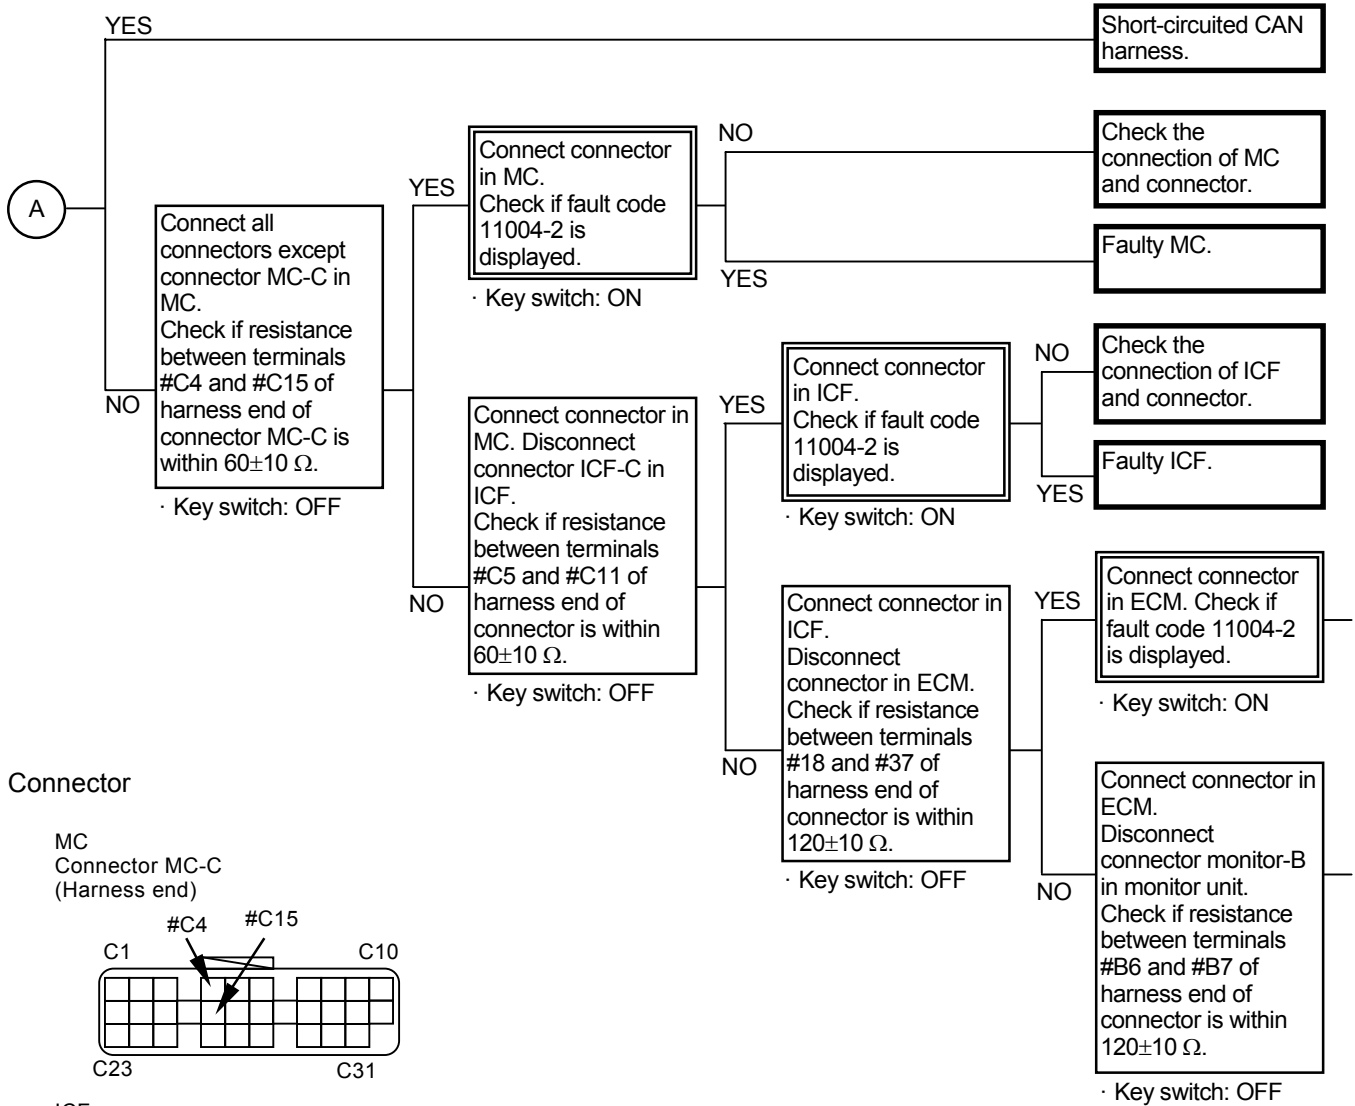 YES
Short-circuited CAN
harness.
A
NO
Connect all
connectors except
connector MC-C in
MC.
Check if resistance
between terminals
#C4 and #C15 of
harness end of
connector MC-C is
within 60±10 Ω.
· Key switch: OFF
YES
Connect connector
in MC.
Check if fault code
11004-2 is
displayed.
· Key switch: ON
NO
Check the
connection of MC
and connector.
YES
Faulty MC.
NO
Connect connector in
MC. Disconnect
connector ICF-C in
ICF.
Check if resistance
between terminals
#C5 and #C11 of
harness end of
connector is within
60±10 Ω.
· Key switch: OFF
YES
Connect connector
in ICF.
Check if fault code
11004-2 is
displayed.
· Key switch: ON
NO
Check the
connection of ICF
and connector.
YES
Faulty ICF.
NO
Connect connector in
ICF.
Disconnect
connector in ECM.
Check if resistance
between terminals
#18 and #37 of
harness end of
connector is within
120±10 Ω.
· Key switch: OFF
YES
Connect connector
in ECM. Check if
fault code 11004-2
is displayed.
· Key switch: ON
NO
Connect connector in
ECM.
Disconnect
connector monitor-B
in monitor unit.
Check if resistance
between terminals
#B6 and #B7 of
harness end of
connector is within
120±10 Ω.
· Key switch: OFF
Connector
MC
Connector MC-C
(Harness end)
#C4 #C15
C1 C10
C23 C31